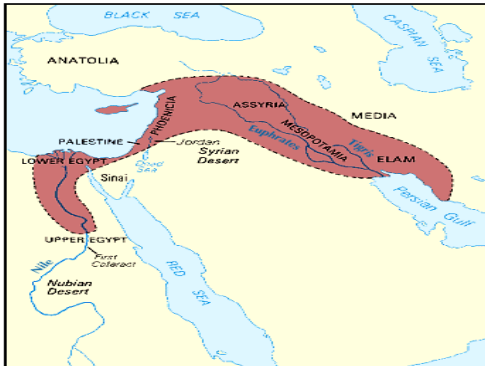 BLACK SEA
CASPIAN SEA
ANATOLIA
ASSYRIA
MEDIA
PHOENICIA
MESOPOTAMIA
Euphrates
Tigris
PALESTINE
Jordan
Syrian
Desert
Dead
Sea
ELAM
LOWER EGYPT
Sinai
Persian Gulf
UPPER EGYPT
First
Cataract
Nile
Nubian
Desert
RED SEA